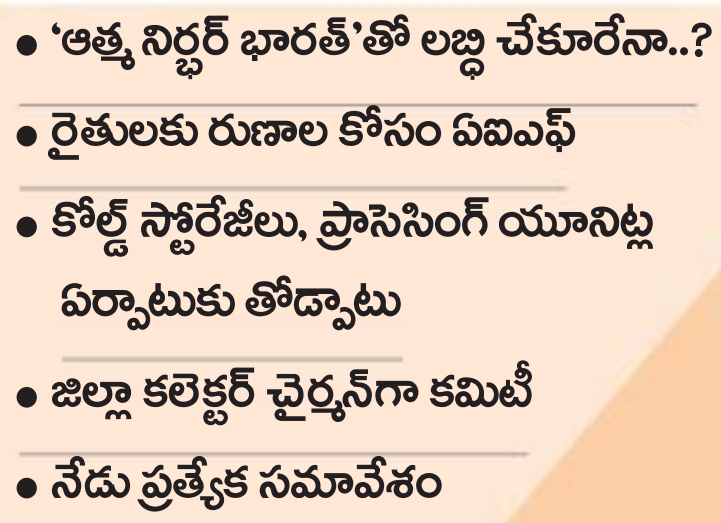 ● ‘ఆత్మ నిర్భర్ భారత్’తో లబ్ధి చేకూరేనా..?
● రైతులకు రుణాల కోసం ఏఐఎఫ్
● కోల్డ్ స్టోరేజీలు, ప్రాసెసింగ్ యూనిట్ల
ఏర్పాటుకు తోడ్పాటు
● జిల్లా కలెక్టర్ చైర్మన్‌గా కమిటీ
● నేడు ప్రత్యేక సమావేశం